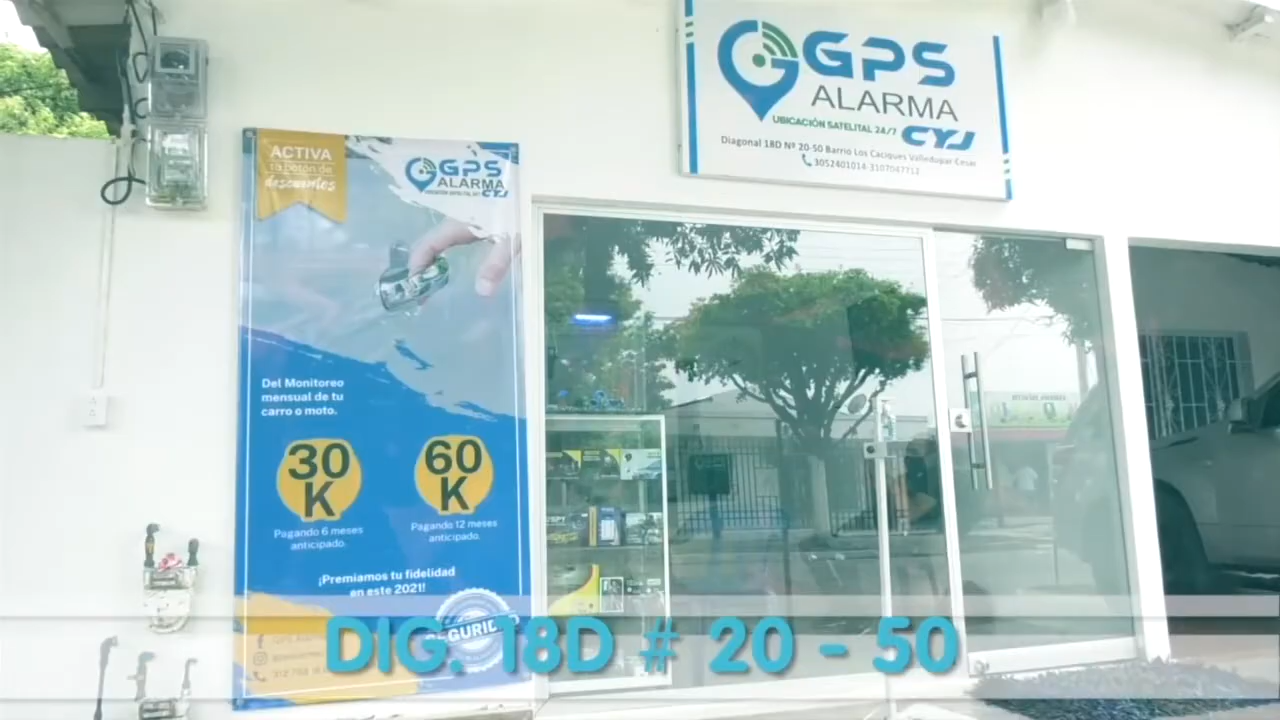 GPS
ALARMA
UBICACIÓN SATELITAL 24/7 CYJ
Diagonal 18D Nº 20-50 Barrio Los Caciques Valledupar Cesar
3052401014-3107047712
ACTIVA
tu botón de
descuentos
GPS
ALARMA
CYJ
Del Monitoreo
mensual de tu
carro o moto.
30
K
Pagando 6 meses
anticipado.
60
K
Pagando 12 meses
anticipado.
¡Premiamos tu fidelidad
en este 2021!
DIG. 18D # 20 - 50